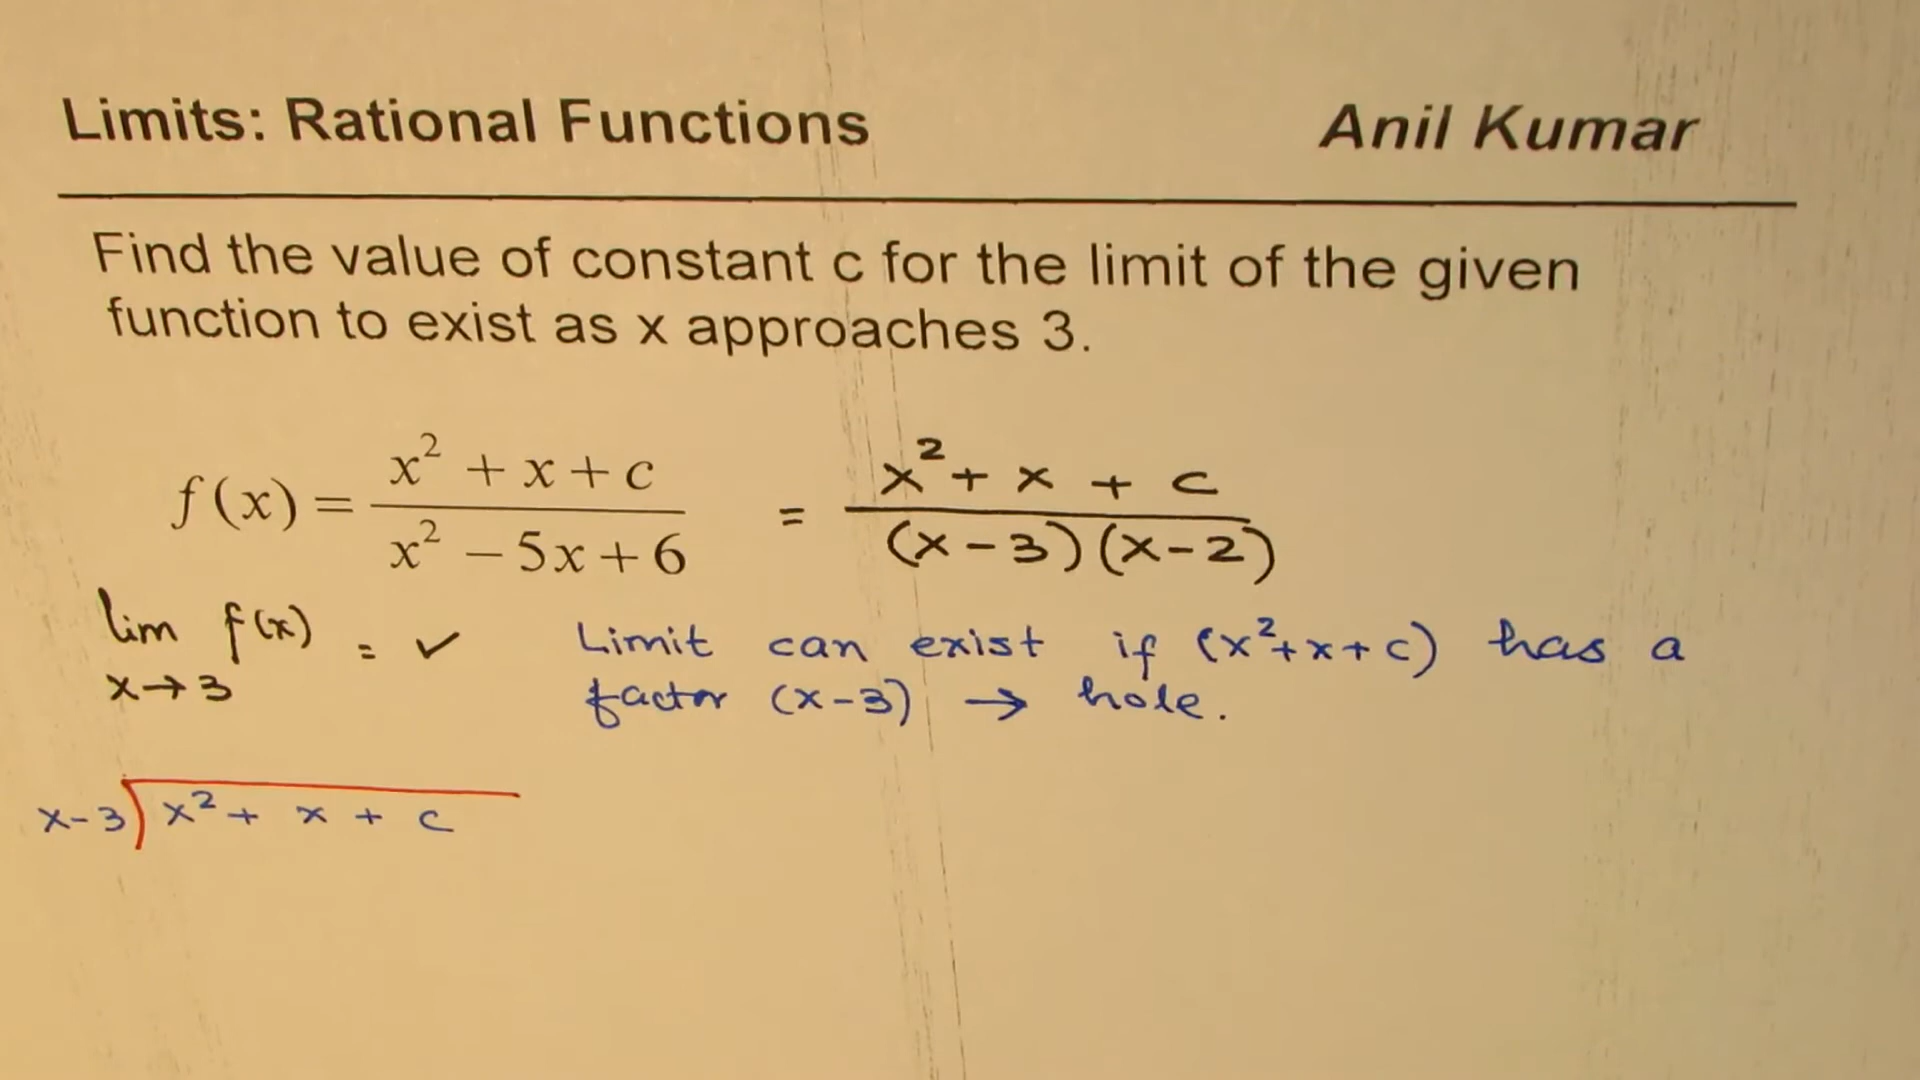 Limits: Rational Functions Anil Kumar
Find the value of constant c for the limit of the given
function to exist as x approaches 3.
f(x) = (x² + x + c)/(x² − 5x + 6) = (x² + x + c)/((x-3)(x-2))
lim x→3 f(x) = ✓
Limit can exist if (x²+x+c) has a
factor (x-3) → hole.
x-3) x² + x + c